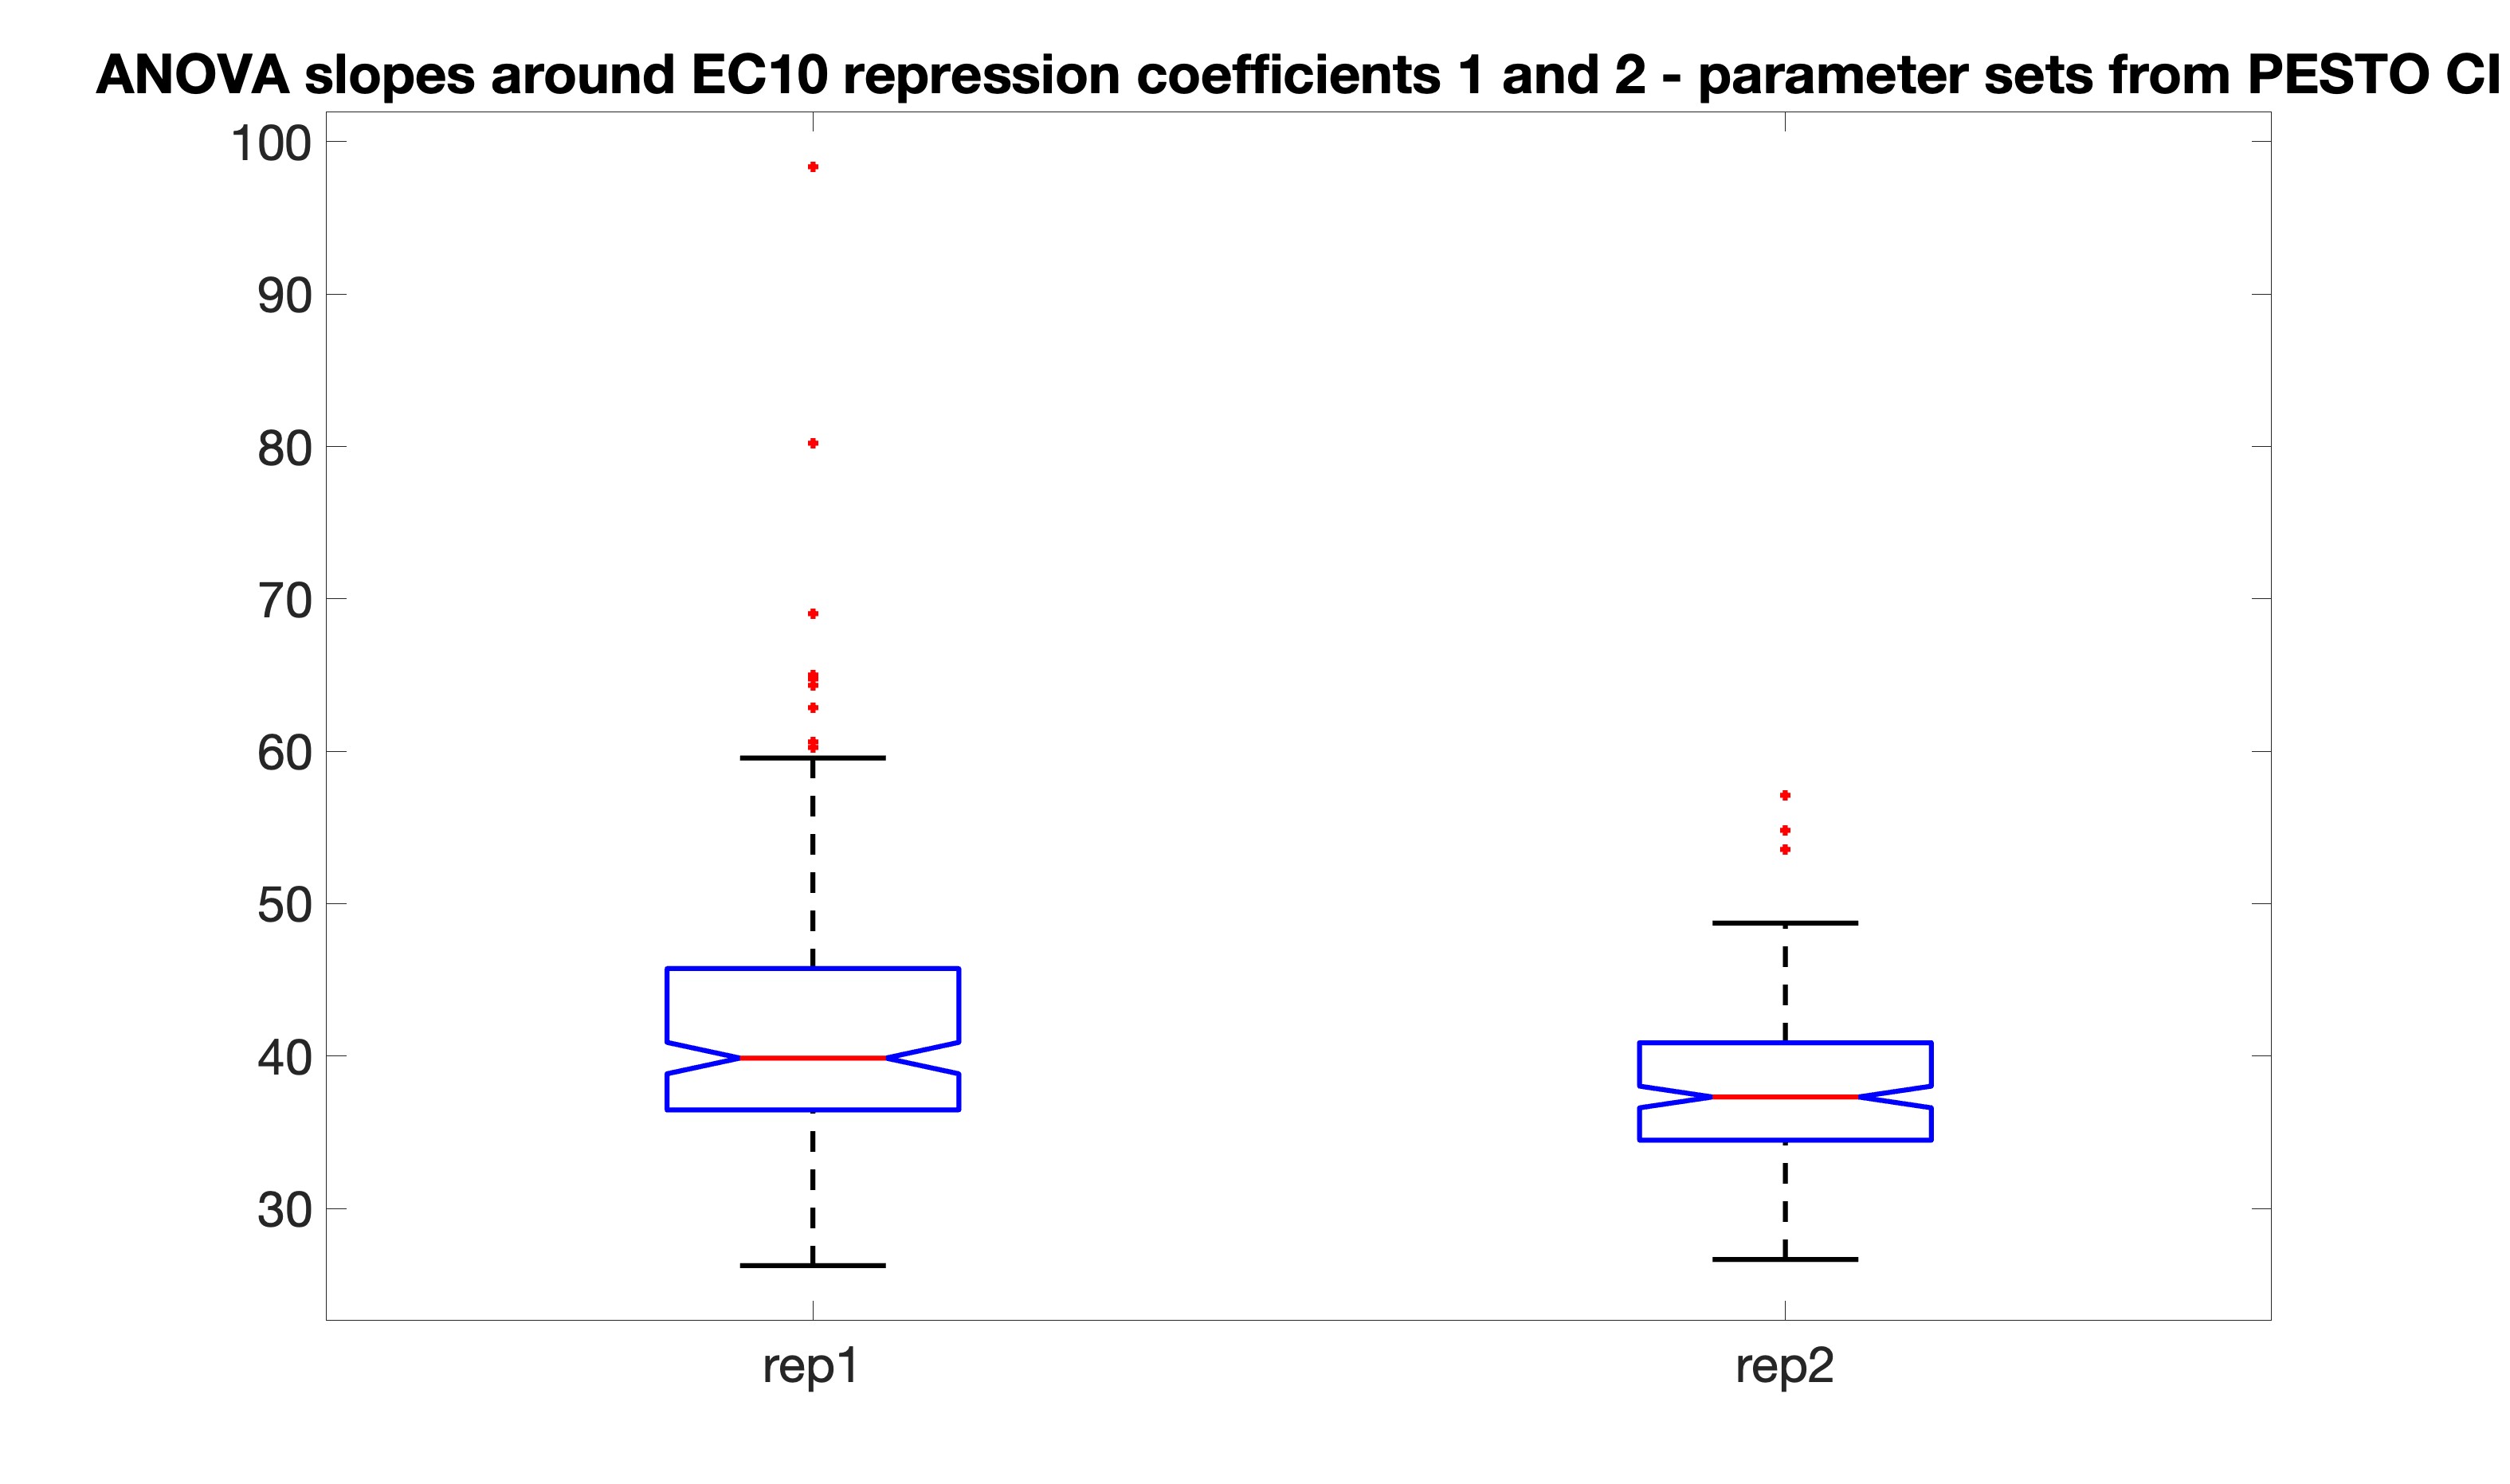 ANOVA slopes around EC10 repression coefficients 1 and 2 - parameter sets from PESTO CI
100
90
80
70
60
50
40
30
rep1
rep2